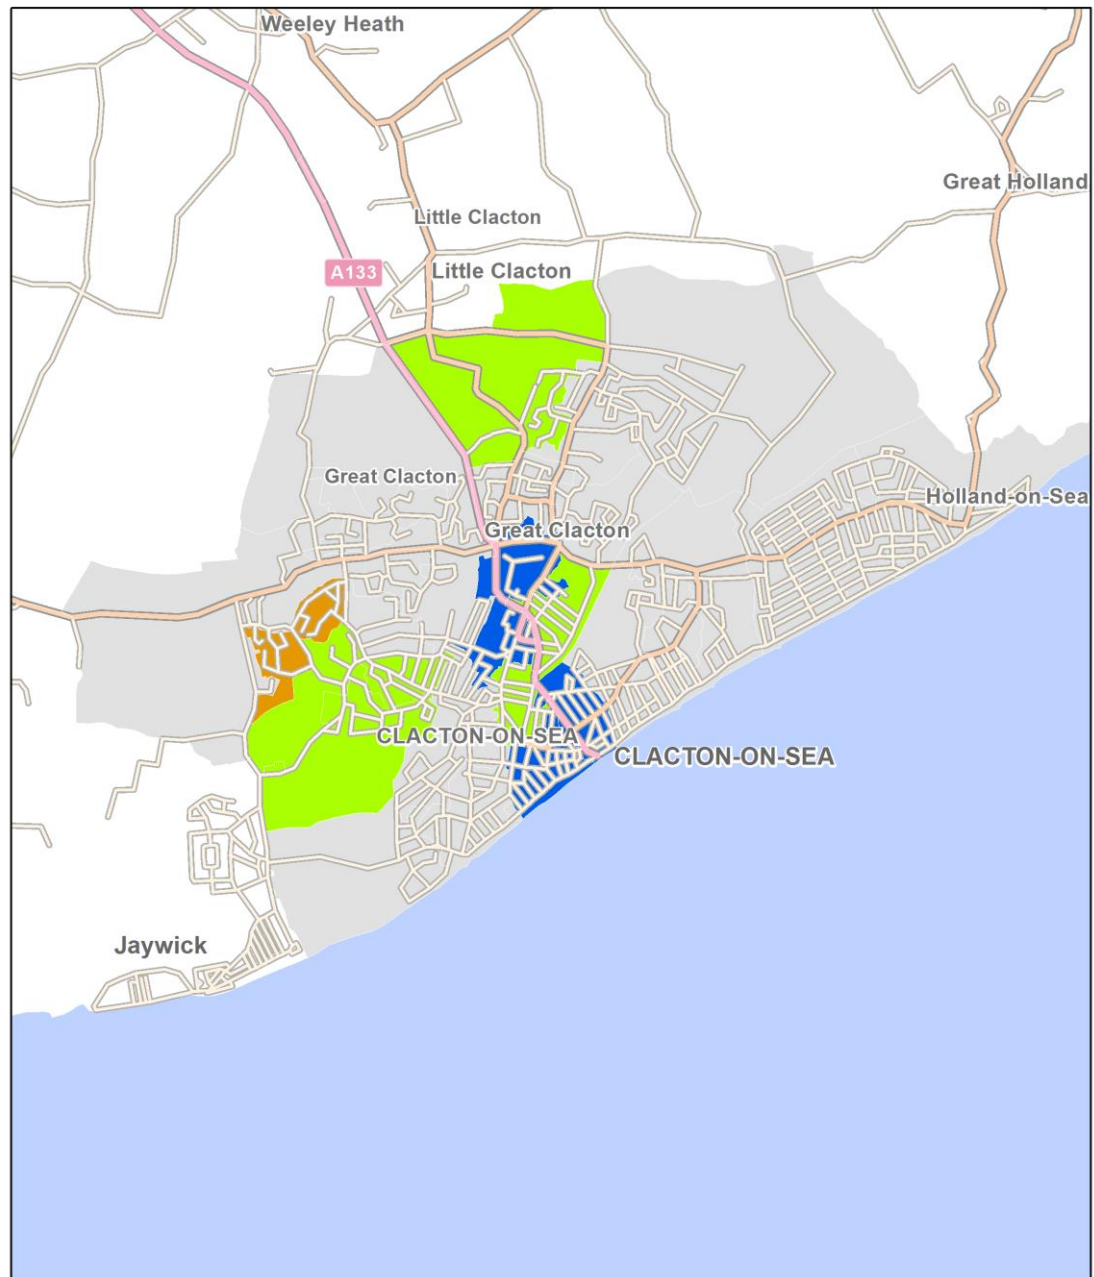 Weeley Heath
Great Holland
Little Clacton
A133
Little Clacton
Great Clacton
Holland-on-Sea
Great Clacton
CLACTON-ON-SEA
CLACTON-ON-SEA
Jaywick